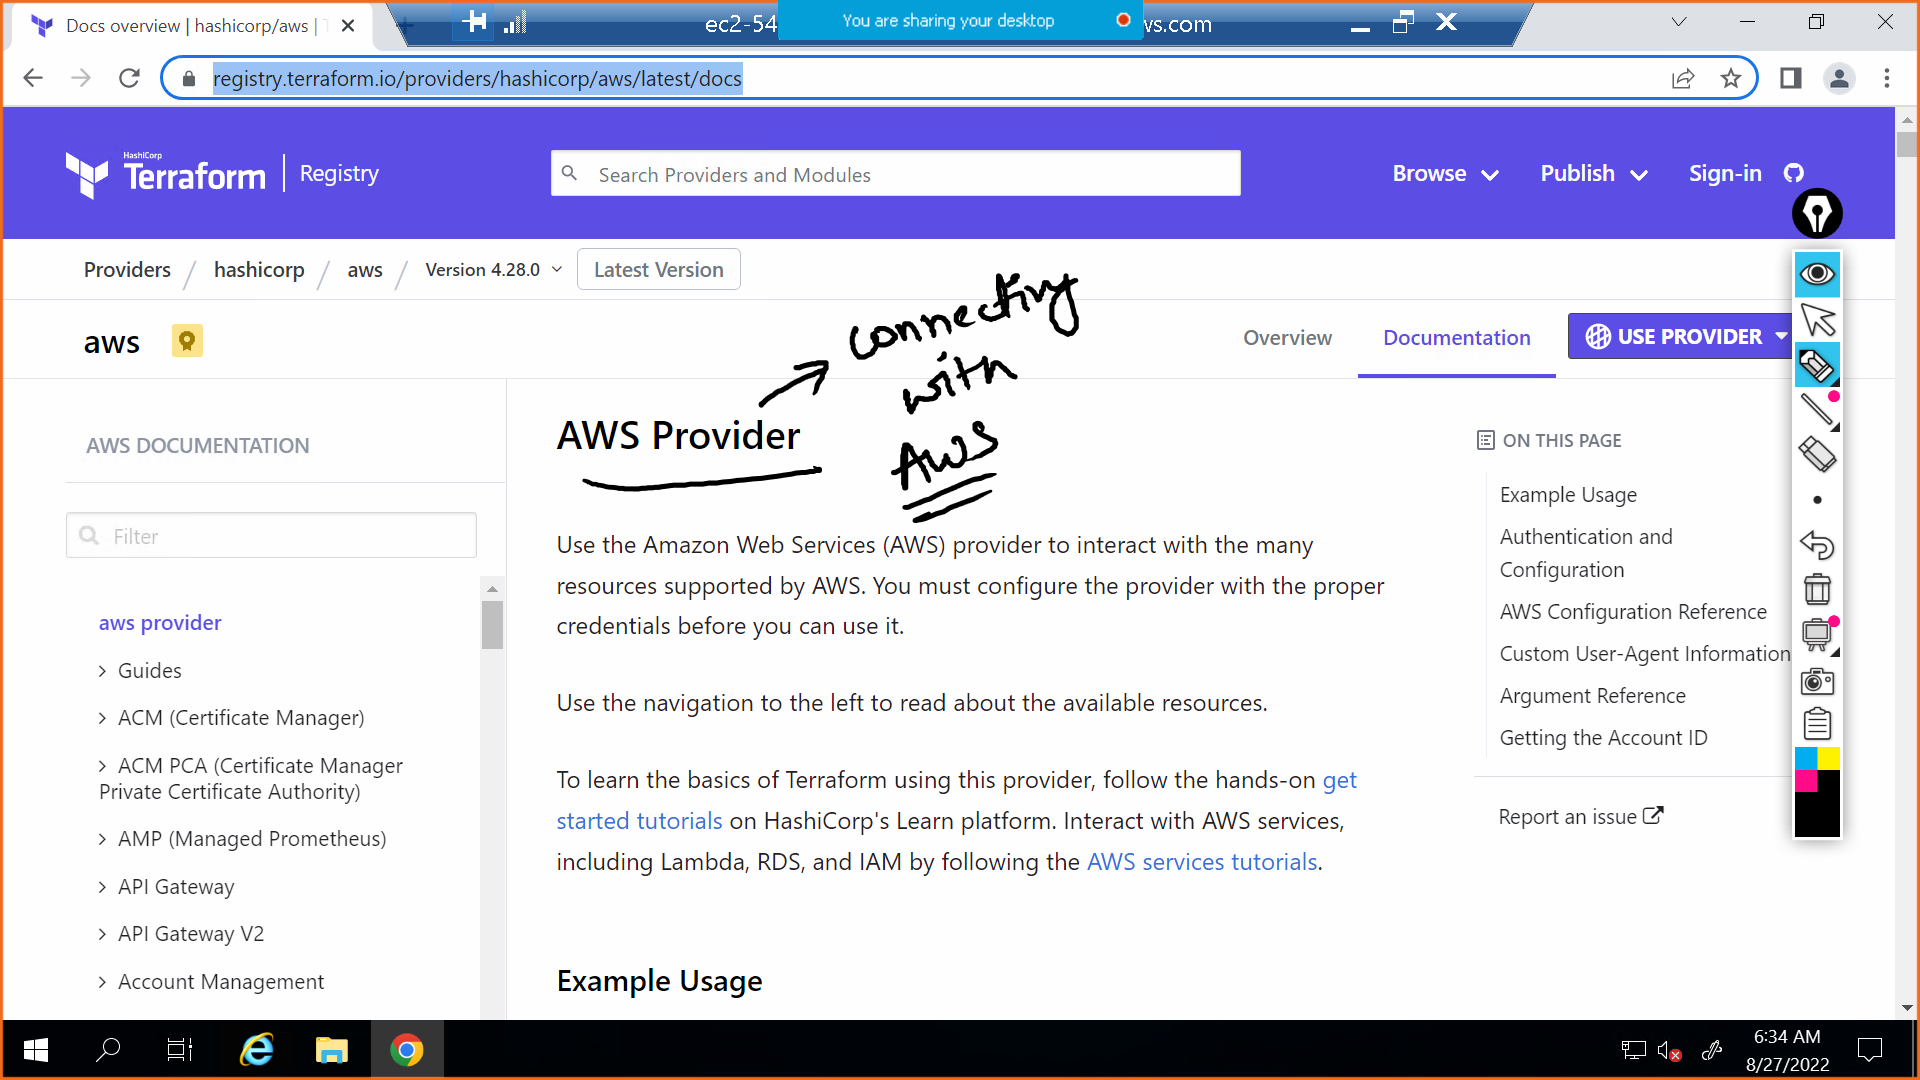 Docs overview | hashicorp/aws |
ec2-54
You are sharing your desktop
ws.com
registry.terraform.io/providers/hashicorp/aws/latest/docs
HashiCorp
Terraform
Registry
Search Providers and Modules
Browse
Publish
Sign-in
Providers / hashicorp / aws / Version 4.28.0
Latest Version
aws
Overview
Documentation
USE PROVIDER
connecting
with
AWS
AWS DOCUMENTATION
Filter
aws provider
Guides
ACM (Certificate Manager)
ACM PCA (Certificate Manager
Private Certificate Authority)
AMP (Managed Prometheus)
API Gateway
API Gateway V2
Account Management
AWS Provider
Use the Amazon Web Services (AWS) provider to interact with the many
resources supported by AWS. You must configure the provider with the proper
credentials before you can use it.
Use the navigation to the left to read about the available resources.
To learn the basics of Terraform using this provider, follow the hands-on get
started tutorials on HashiCorp's Learn platform. Interact with AWS services,
including Lambda, RDS, and IAM by following the AWS services tutorials.
Example Usage
ON THIS PAGE
Example Usage
Authentication and
Configuration
AWS Configuration Reference
Custom User-Agent Information
Argument Reference
Getting the Account ID
Report an issue
6:34 AM
8/27/2022